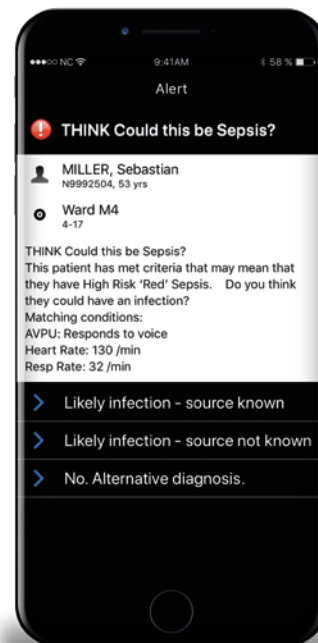 NC 9:41AM 58 %
Alert
THINK Could this be Sepsis?
MILLER, Sebastian
N9992504, 53 yrs
Ward M4
4-17
THINK Could this be Sepsis?
This patient has met criteria that may mean that
they have High Risk 'Red' Sepsis. Do you think
they could have an infection?
Matching conditions:
AVPU: Responds to voice
Heart Rate: 130 /min
Resp Rate: 32 /min
Likely infection - source known
Likely infection - source not known
No. Alternative diagnosis.